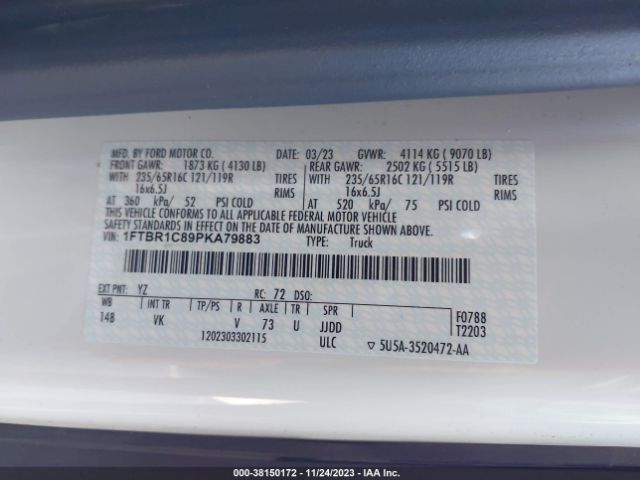 MFD. BY FORD MOTOR CO. DATE: 03/23 GVWR: 4114 KG ( 9070 LB)
FRONT GAWR: 1873 KG ( 4130 LB) REAR GAWR: 2502 KG ( 5515 LB)
WITH 235/65R16C 121/119R TIRES WITH 235/65R16C 121/119R TIRES
16x6.5J RIMS 16x6.5J RIMS
AT 360 kPa/ 52 PSI COLD AT 520 kPa/ 75 PSI COLD
THIS VEHICLE CONFORMS TO ALL APPLICABLE FEDERAL MOTOR VEHICLE
SAFETY STANDARDS IN EFFECT ON THE DATE OF MANUFACTURE SHOWN ABOVE.
VIN: 1FTBR1C89PKA79883 TYPE: Truck
EXT PNT: YZ RC: 72 DSO:
WB INT TR TP/PS R AXLE TR SPR F0788
148 VK V 73 U JJDD T2203
1202303302115 ULC ▽ 5U5A-3520472-AA
000-38150172 - 11/24/2023 - IAA Inc.